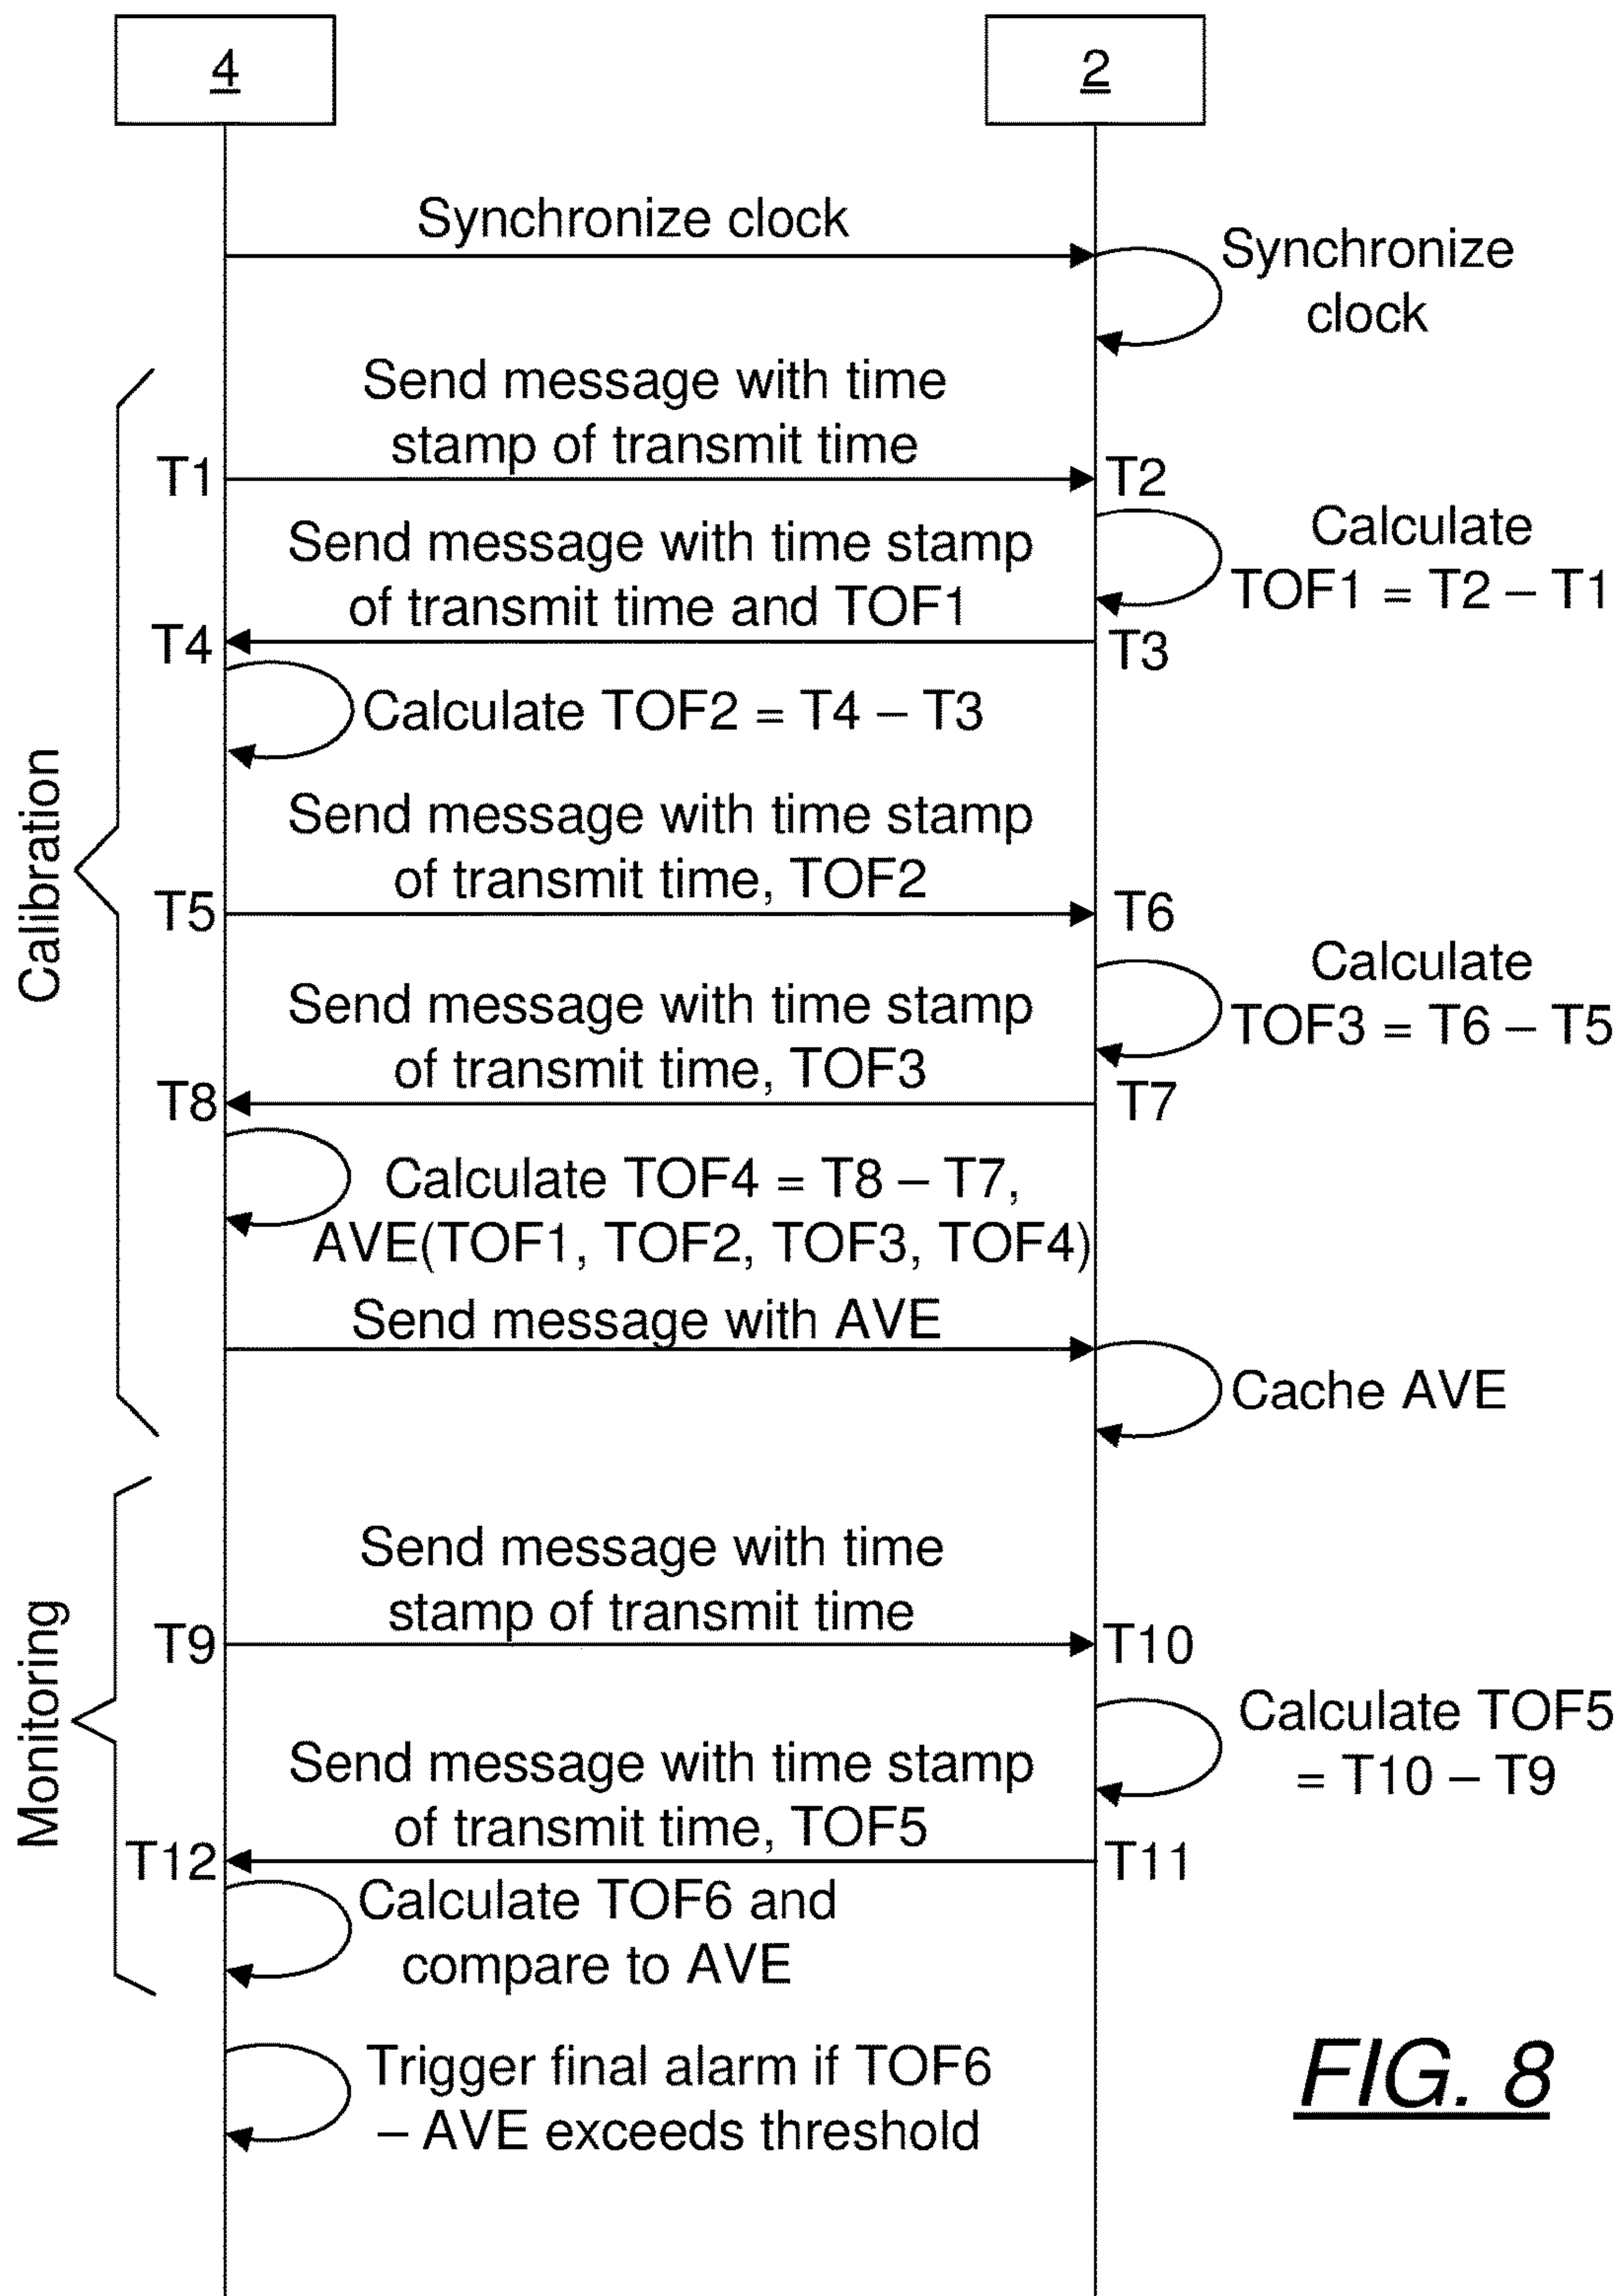 4
2
Synchronize clock
Synchronize
clock
Send message with time
stamp of transmit time
T1
T2
Calculate
TOF1 = T2 – T1
Send message with time stamp
of transmit time and TOF1
T4
T3
Calculate TOF2 = T4 – T3
Calibration
Send message with time stamp
of transmit time, TOF2
T5
T6
Calculate
TOF3 = T6 – T5
Send message with time stamp
of transmit time, TOF3
T8
T7
Calculate TOF4 = T8 – T7,
AVE(TOF1, TOF2, TOF3, TOF4)
Send message with AVE
Cache AVE
Monitoring
Send message with time
stamp of transmit time
T9
T10
Calculate TOF5
= T10 – T9
Send message with time stamp
of transmit time, TOF5
T12
T11
Calculate TOF6 and
compare to AVE
Trigger final alarm if TOF6
– AVE exceeds threshold
FIG. 8